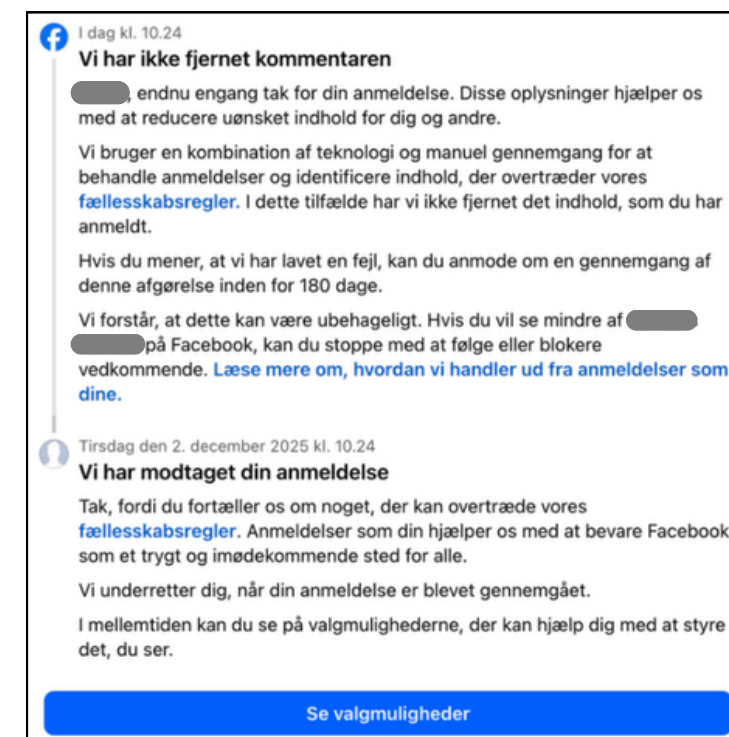 I dag kl. 10.24
Vi har ikke fjernet kommentaren
, endnu engang tak for din anmeldelse. Disse oplysninger hjælper os
med at reducere uønsket indhold for dig og andre.
Vi bruger en kombination af teknologi og manuel gennemgang for at
behandle anmeldelser og identificere indhold, der overtræder vores
fællesskabsregler. I dette tilfælde har vi ikke fjernet det indhold, som du har
anmeldt.
Hvis du mener, at vi har lavet en fejl, kan du anmode om en gennemgang af
denne afgørelse inden for 180 dage.
Vi forstår, at dette kan være ubehageligt. Hvis du vil se mindre af
på Facebook, kan du stoppe med at følge eller blokere
vedkommende. Læse mere om, hvordan vi handler ud fra anmeldelser som
dine.
Tirsdag den 2. december 2025 kl. 10.24
Vi har modtaget din anmeldelse
Tak, fordi du fortæller os om noget, der kan overtræde vores
fællesskabsregler. Anmeldelser som din hjælper os med at bevare Facebook
som et trygt og imødekommende sted for alle.
Vi underretter dig, når din anmeldelse er blevet gennemgået.
I mellemtiden kan du se på valgmulighederne, der kan hjælp dig med at styre
det, du ser.
Se valgmuligheder